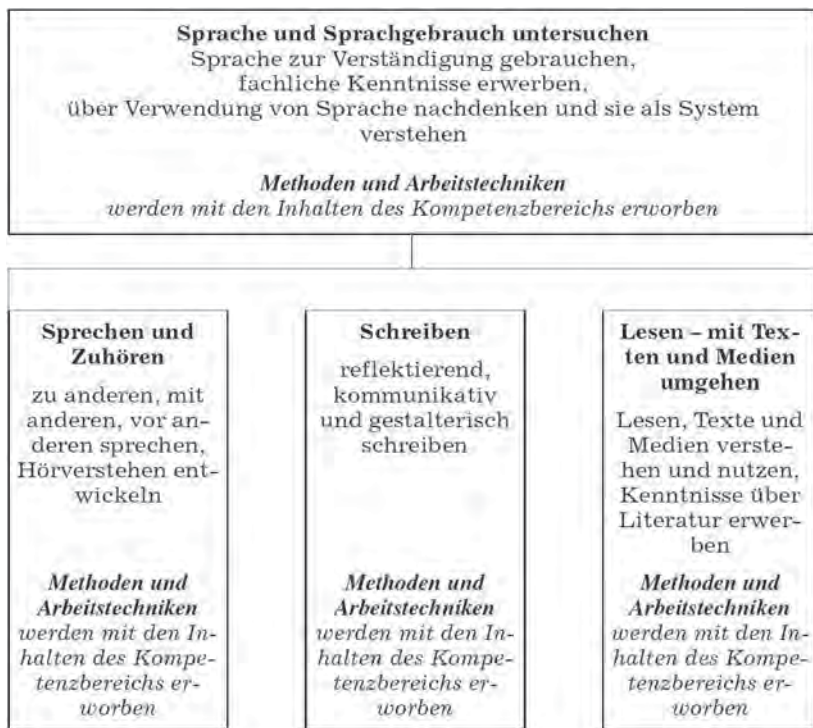 Sprache und Sprachgebrauch untersuchen
Sprache zur Verständigung gebrauchen,
fachliche Kenntnisse erwerben,
über Verwendung von Sprache nachdenken und sie als System
verstehen
Methoden und Arbeitstechniken
werden mit den Inhalten des Kompetenzbereichs erworben
Sprechen und
Zuhören
zu anderen, mit
anderen, vor an-
deren sprechen,
Hörverstehen ent-
wickeln
Methoden und
Arbeitstechniken
werden mit den In-
halten des Kompe-
tenzbereichs er-
worben
Schreiben
reflektierend,
kommunikativ
und gestalterisch
schreiben
Methoden und
Arbeitstechniken
werden mit den In-
halten des Kompe-
tenzbereichs er-
worben
Lesen – mit Tex-
ten und Medien
umgehen
Lesen, Texte und
Medien verste-
hen und nutzen,
Kenntnisse über
Literatur erwer-
ben
Methoden und
Arbeitstechniken
werden mit den In-
halten des Kompe-
tenzbereichs er-
worben